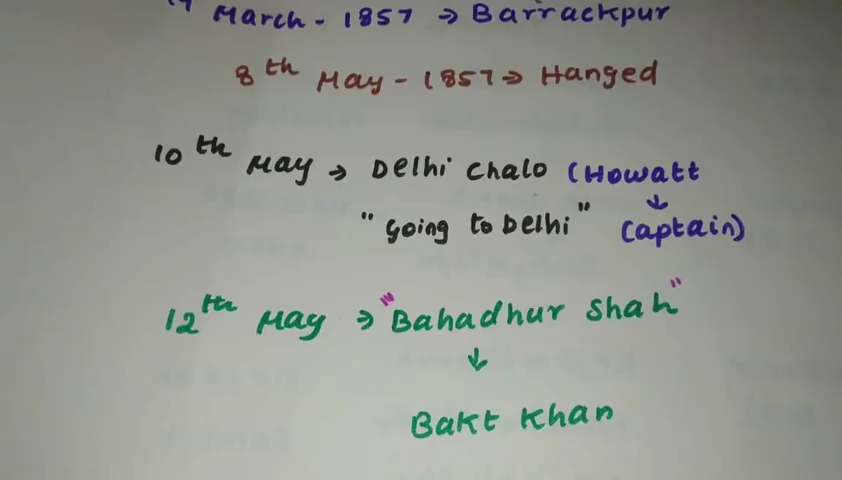 March - 1857 → Barrackpur
8th May - 1857 → Hanged
10th May → Delhi chalo (Howatt
↓
"going to Delhi" Captain)
12th May → "Bahadhur Shah"
↓
Bakt Khan